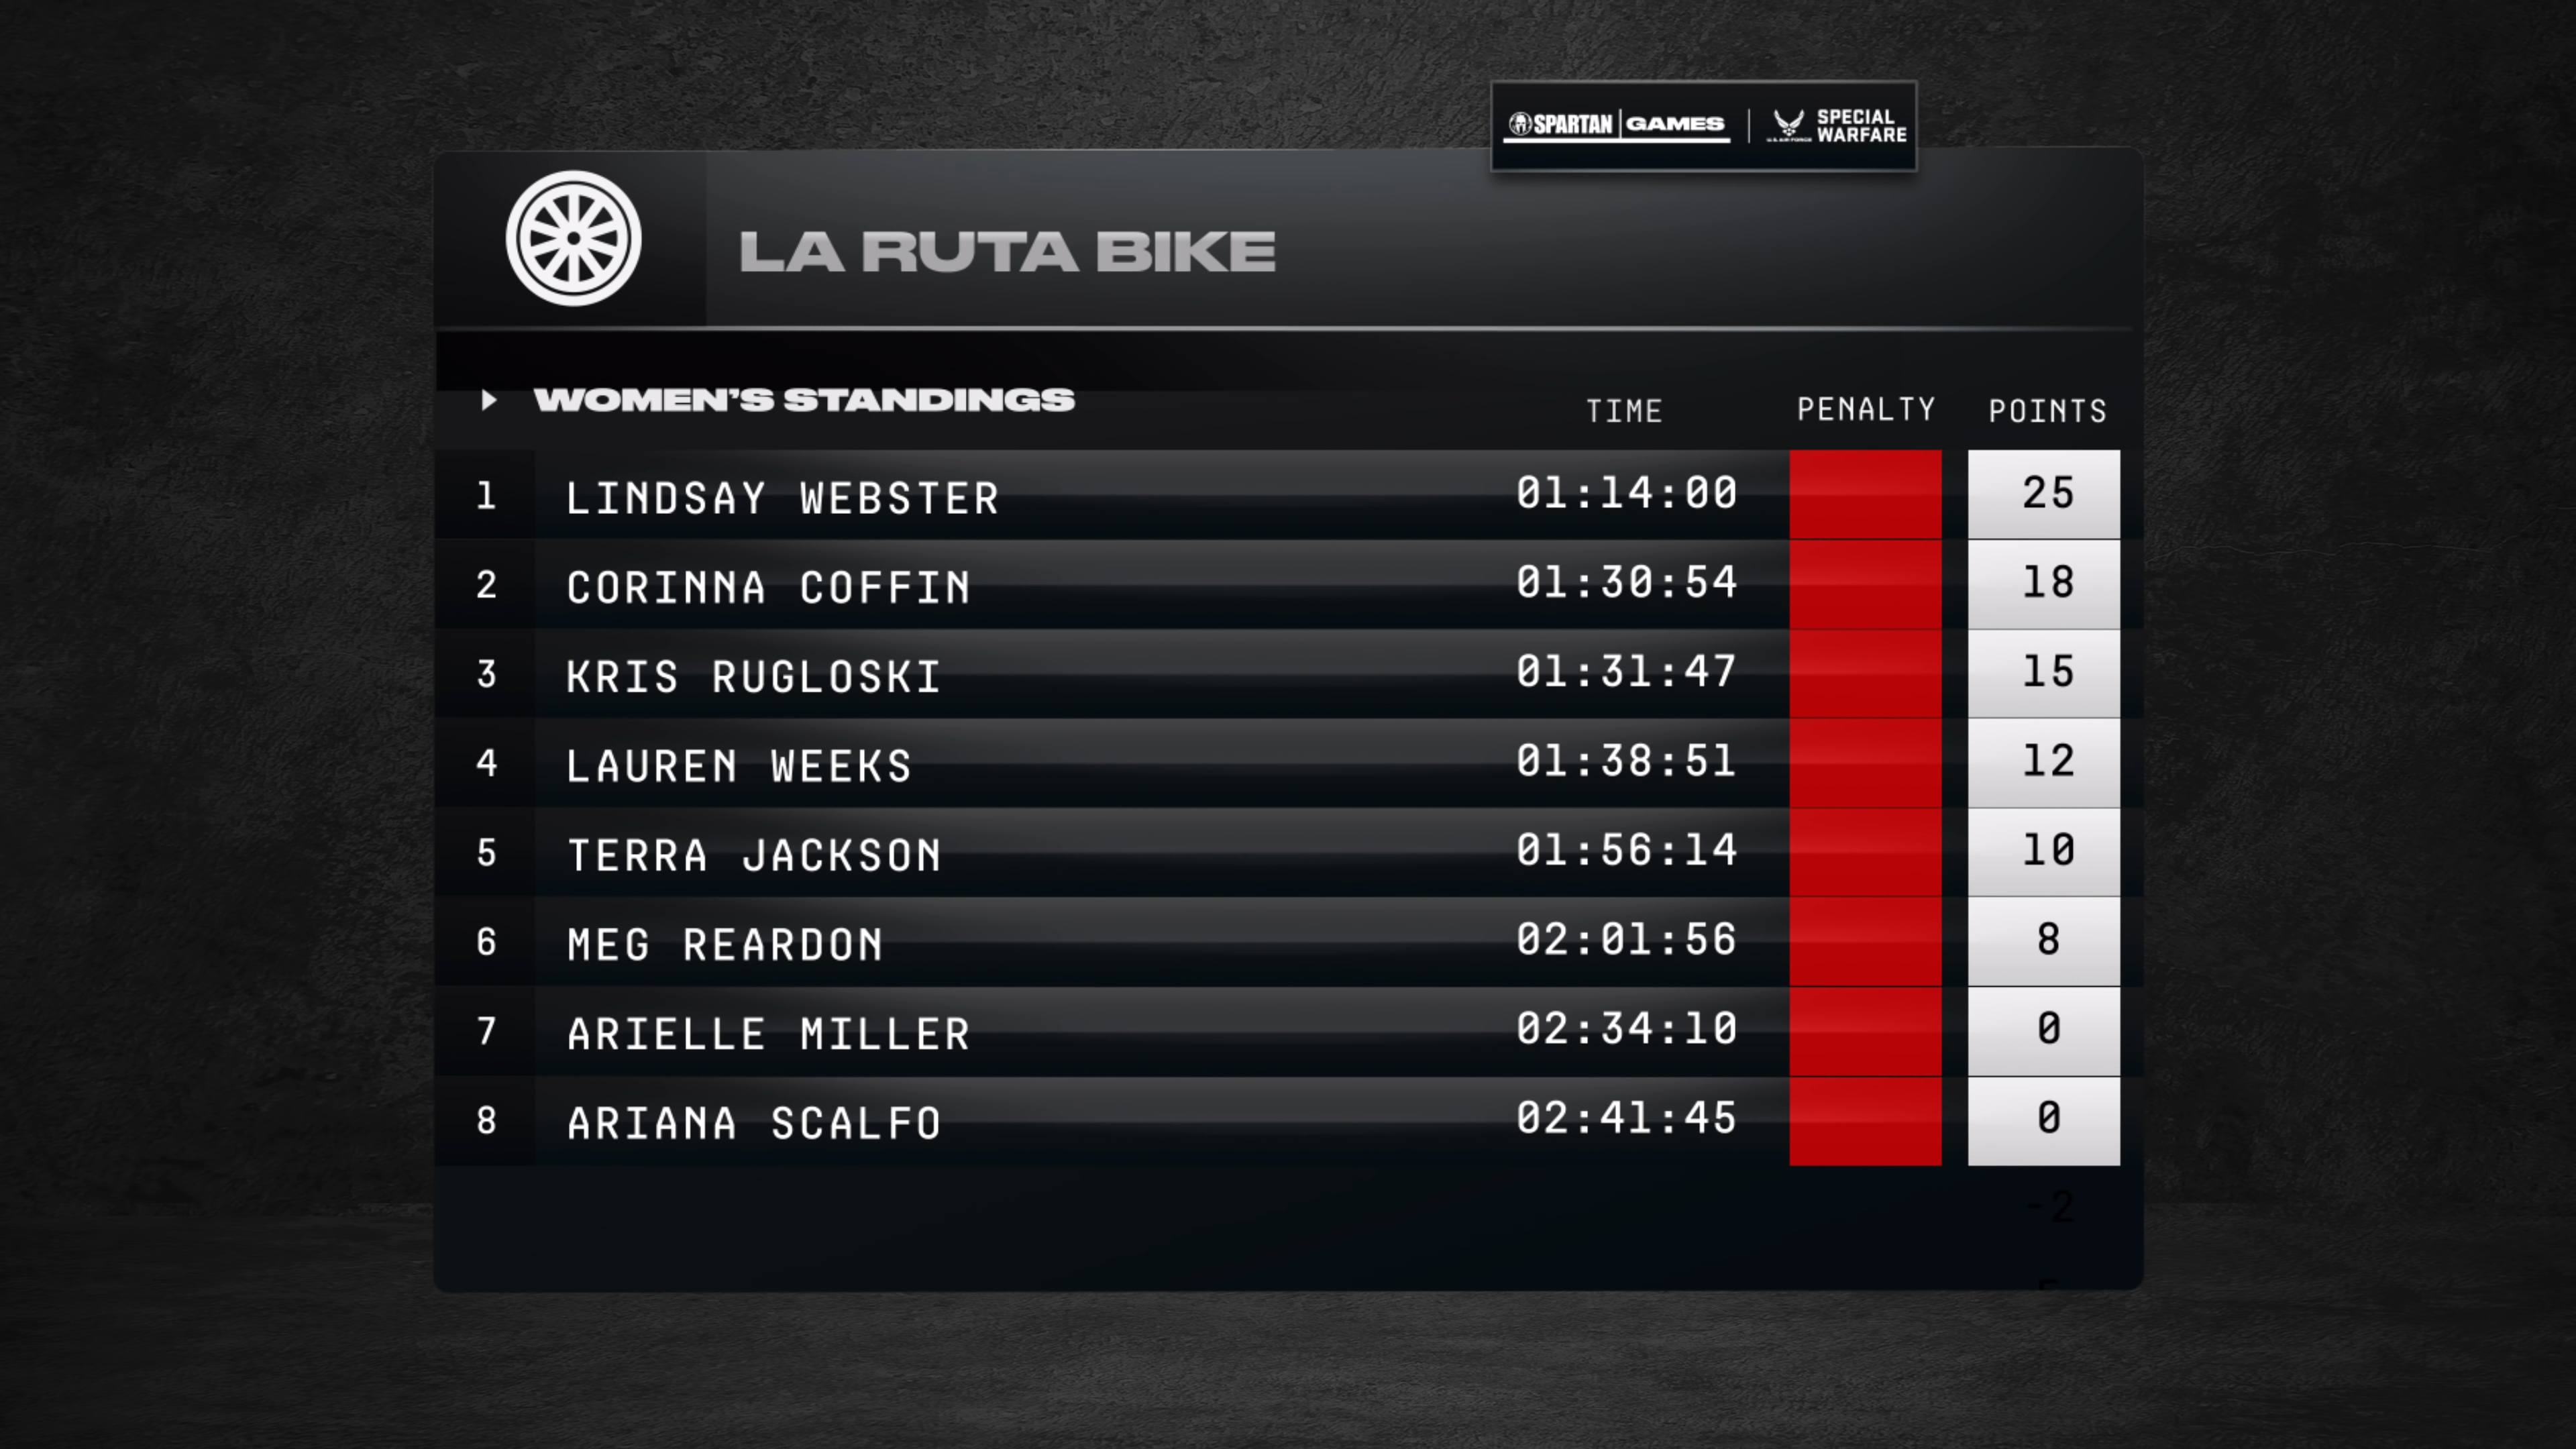 SPARTAN GAMES U.S. AIR FORCE SPECIAL WARFARE
LA RUTA BIKE
WOMEN'S STANDINGS TIME PENALTY POINTS
1 LINDSAY WEBSTER 01:14:00 25
2 CORINNA COFFIN 01:30:54 18
3 KRIS RUGLOSKI 01:31:47 15
4 LAUREN WEEKS 01:38:51 12
5 TERRA JACKSON 01:56:14 10
6 MEG REARDON 02:01:56 8
7 ARIELLE MILLER 02:34:10 0
8 ARIANA SCALFO 02:41:45 0
-2